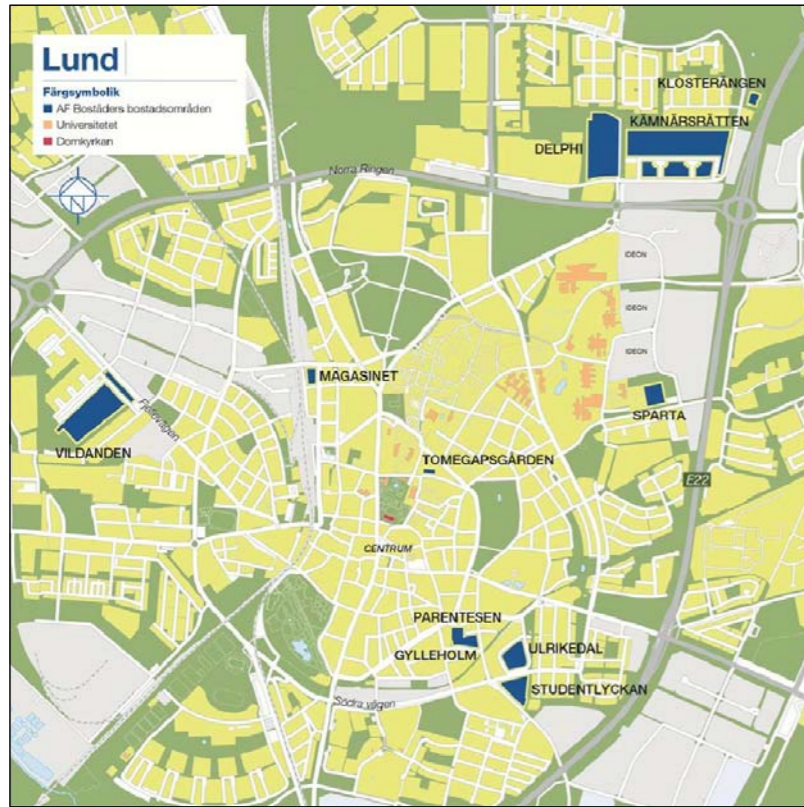 Lund
Färgsymbolik
AF Bostäders bostadsområden
Universitetet
Domkyrkan
N
KLOSTERÄNGEN
KÄMNÄRSRÄTTEN
DELPHI
Norra Ringen
IDEON
IDEON
IDEON
MAGASINET
SPARTA
Fjelievägen
VILDANDEN
TOMEGAPSGÅRDEN
E22
CENTRUM
PARENTESEN
GYLLEHOLM
ULRIKEDAL
STUDENTLYCKAN
Södra vägen